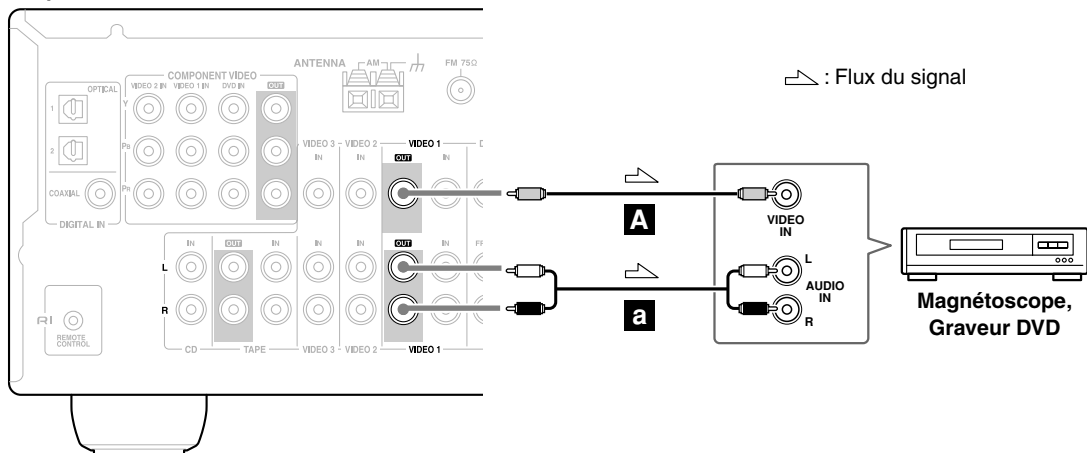 ANTENNA
AM
FM 75Ω
: Flux du signal
COMPONENT VIDEO
OPTICAL
VIDEO 2 IN
VIDEO 1 IN
DVD IN
OUT
1
Y
2
PB
COAXIAL
PR
DIGITAL IN
VIDEO 3
VIDEO 2
VIDEO 1
D
IN
IN
OUT
IN
A
VIDEO
IN
IN
OUT
IN
IN
IN
OUT
IN
L
R
a
L
AUDIO
IN
R
Magnétoscope,
Graveur DVD
RI
REMOTE
CONTROL
CD
TAPE
VIDEO 3
VIDEO 2
VIDEO 1